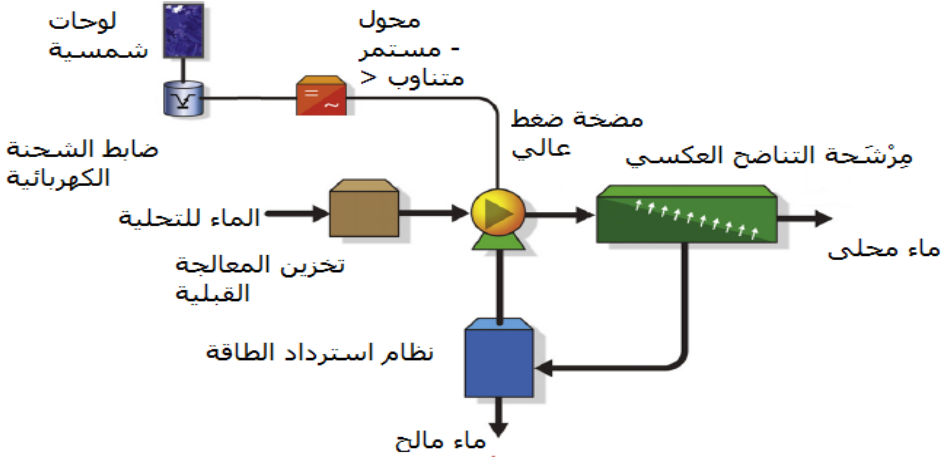 لوحات
شمسية
محول
مستمر -
متناوب >
ضابط الشحنة
الكهربائية
مضخة ضغط
عالي
مِرْشَحة التناضح العكسي
الماء للتحلية
تخزين المعالجة
القبلية
ماء محلى
نظام استرداد الطاقة
ماء مالح